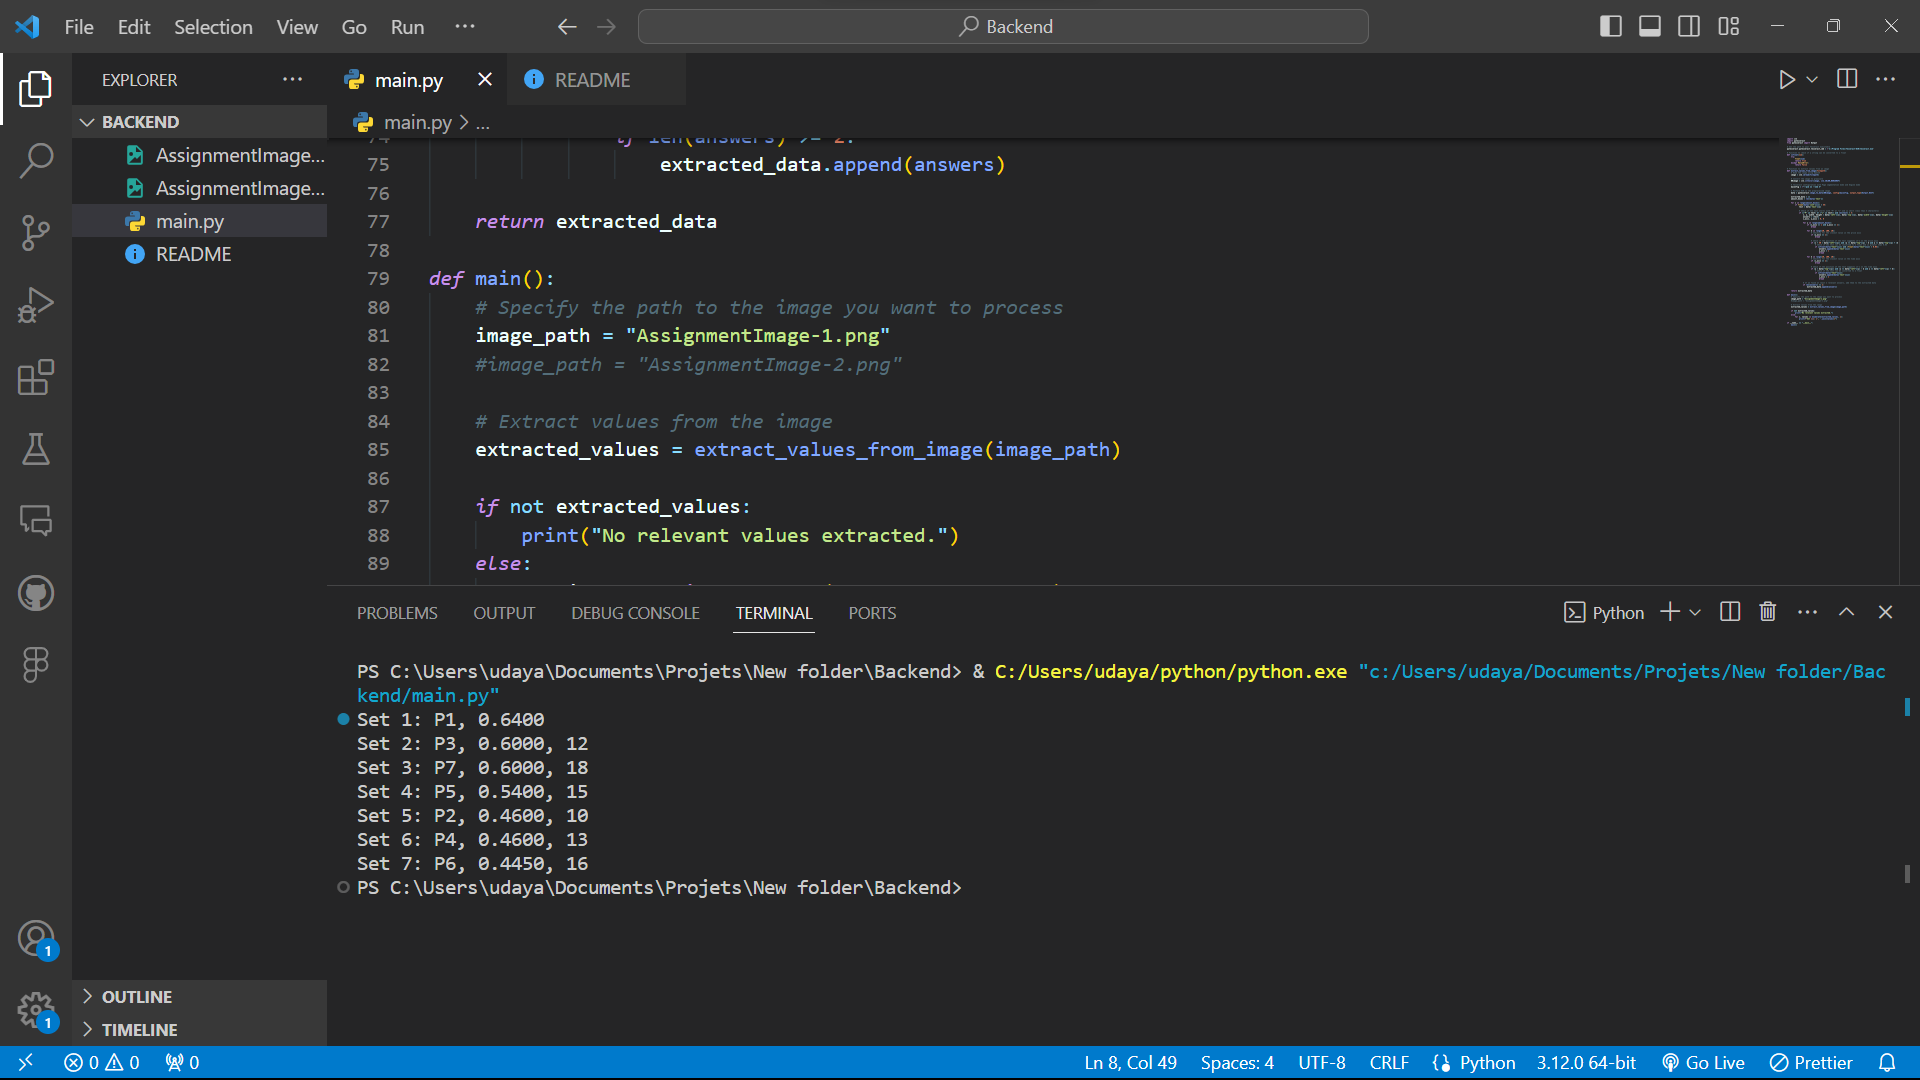 File Edit Selection View Go Run ···
Backend
EXPLORER ···
BACKEND
AssignmentImage...
AssignmentImage...
main.py
README
OUTLINE
TIMELINE
main.py
README
main.py > ...
74 if len(answers) >= 2:
75 extracted_data.append(answers)
76
77 return extracted_data
78
79 def main():
80 # Specify the path to the image you want to process
81 image_path = "AssignmentImage-1.png"
82 #image_path = "AssignmentImage-2.png"
83
84 # Extract values from the image
85 extracted_values = extract_values_from_image(image_path)
86
87 if not extracted_values:
88 print("No relevant values extracted.")
89 else:
PROBLEMS OUTPUT DEBUG CONSOLE TERMINAL PORTS
Python
PS C:\Users\udaya\Documents\Projets\New folder\Backend> & C:/Users/udaya/python/python.exe "c:/Users/udaya/Documents/Projets/New folder/Bac
kend/main.py"
Set 1: P1, 0.6400
Set 2: P3, 0.6000, 12
Set 3: P7, 0.6000, 18
Set 4: P5, 0.5400, 15
Set 5: P2, 0.4600, 10
Set 6: P4, 0.4600, 13
Set 7: P6, 0.4450, 16
PS C:\Users\udaya\Documents\Projets\New folder\Backend>
1
1
0 0 0
Ln 8, Col 49 Spaces: 4 UTF-8 CRLF Python 3.12.0 64-bit Go Live Prettier